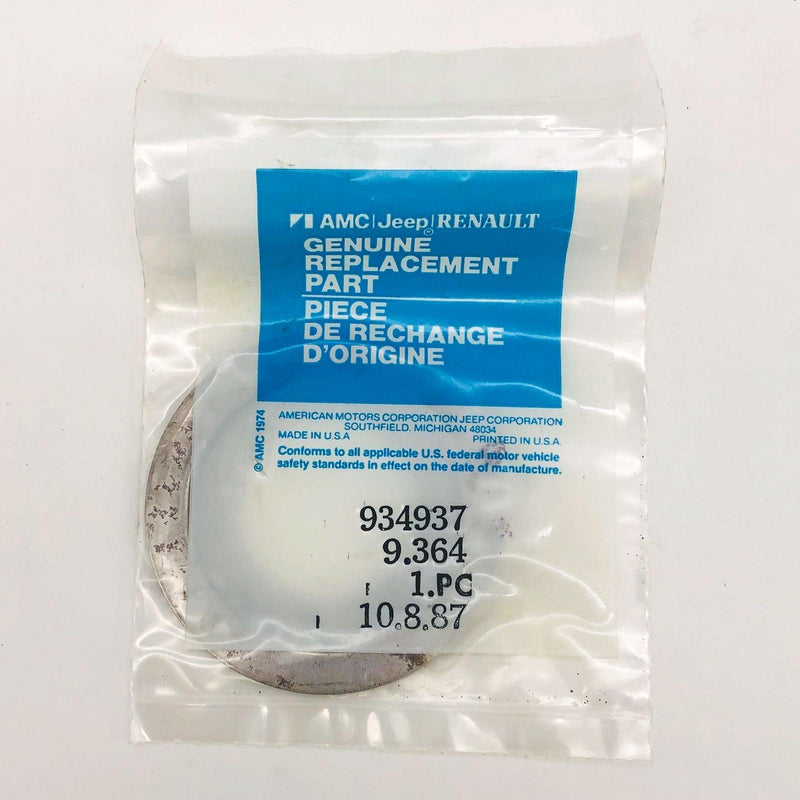 AMC|Jeep®|RENAULT
GENUINE
REPLACEMENT
PART
PIECE
DE RECHANGE
D'ORIGINE
© AMC 1974
AMERICAN MOTORS CORPORATION JEEP CORPORATION
SOUTHFIELD, MICHIGAN 48034
MADE IN U.S.A PRINTED IN U.S.A.
Conforms to all applicable U.S. federal motor vehicle
safety standards in effect on the date of manufacture.
934937
9.364
1.PC
10.8.87